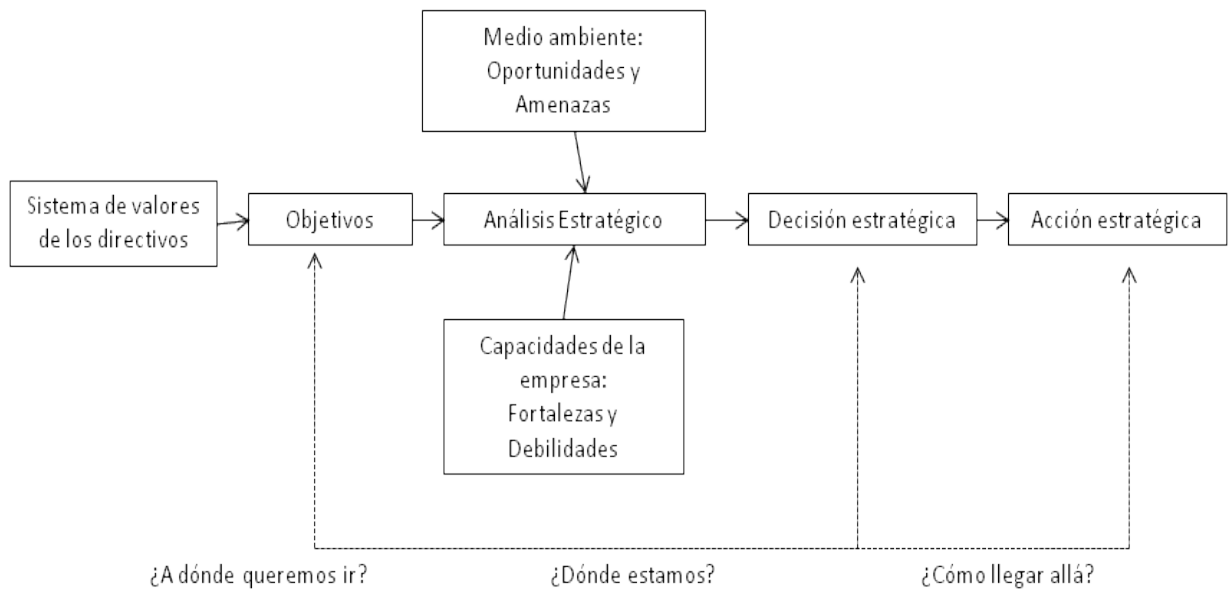 Medio ambiente:
Oportunidades y
Amenazas
Sistema de valores
de los directivos
Objetivos
Análisis Estratégico
Decisión estratégica
Acción estratégica
Capacidades de la
empresa:
Fortalezas y
Debilidades
¿A dónde queremos ir?
¿Dónde estamos?
¿Cómo llegar allá?